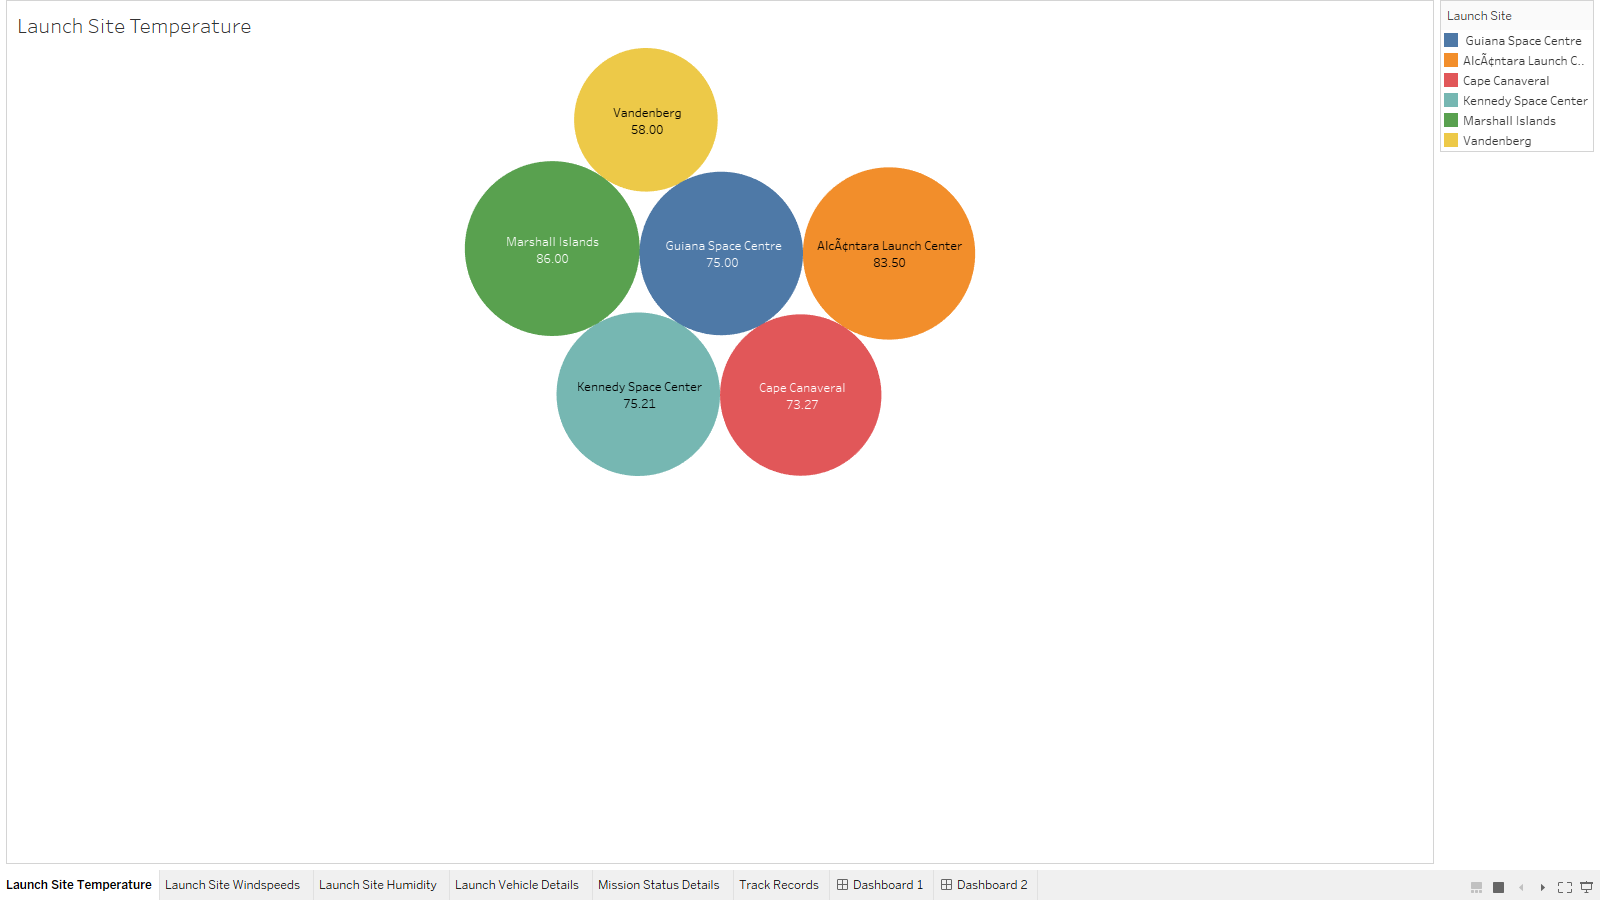 Launch Site Temperature
Vandenberg
58.00
Marshall Islands
86.00
Guiana Space Centre
75.00
AlcÃ¢ntara Launch Center
83.50
Kennedy Space Center
75.21
Cape Canaveral
73.27
Launch Site
Guiana Space Centre
AlcÃ¢ntara Launch C..
Cape Canaveral
Kennedy Space Center
Marshall Islands
Vandenberg
Launch Site Temperature Launch Site Windspeeds Launch Site Humidity Launch Vehicle Details Mission Status Details Track Records Dashboard 1 Dashboard 2